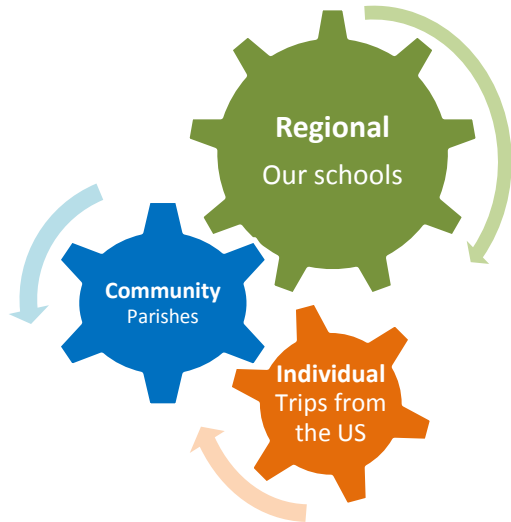 Regional
Our schools
Community
Parishes
Individual
Trips from
the US